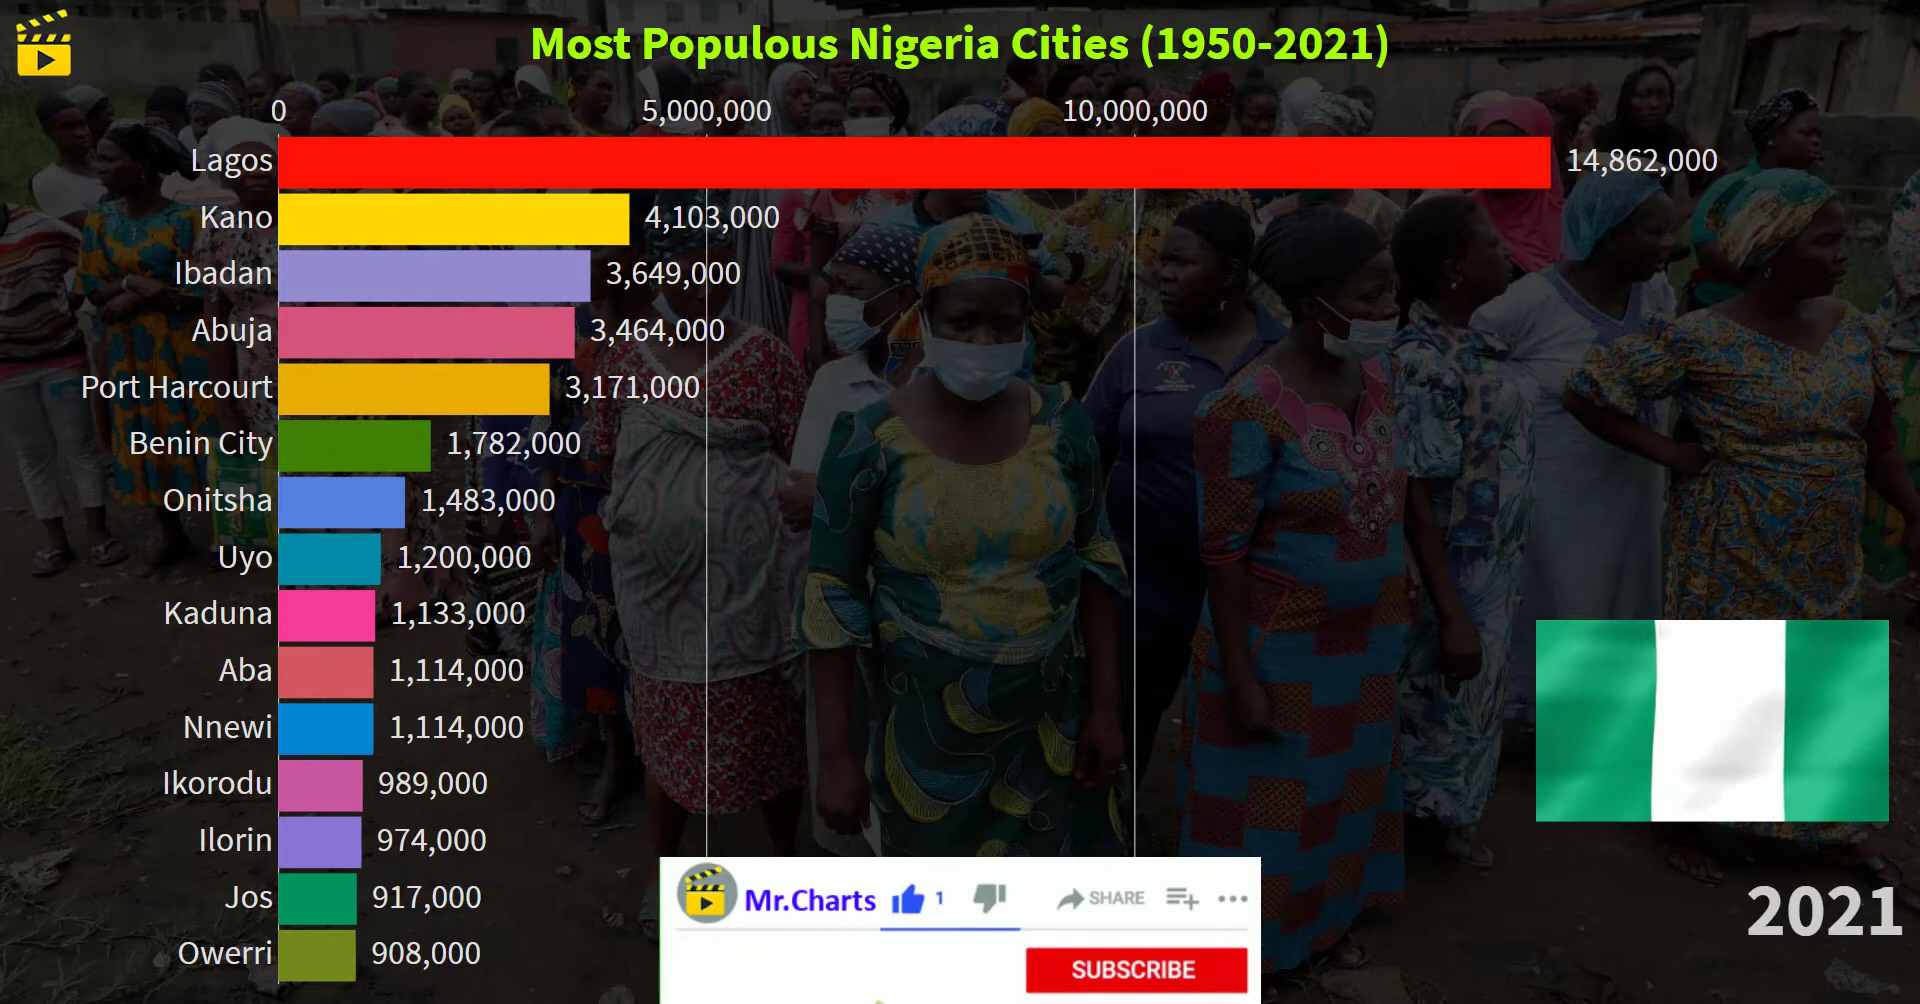 Most Populous Nigeria Cities (1950-2021)
0 5,000,000 10,000,000
Lagos 14,862,000
Kano 4,103,000
Ibadan 3,649,000
Abuja 3,464,000
Port Harcourt 3,171,000
Benin City 1,782,000
Onitsha 1,483,000
Uyo 1,200,000
Kaduna 1,133,000
Aba 1,114,000
Nnewi 1,114,000
Ikorodu 989,000
Ilorin 974,000
Jos 917,000
Owerri 908,000
2021
Mr.Charts 1 SHARE
SUBSCRIBE